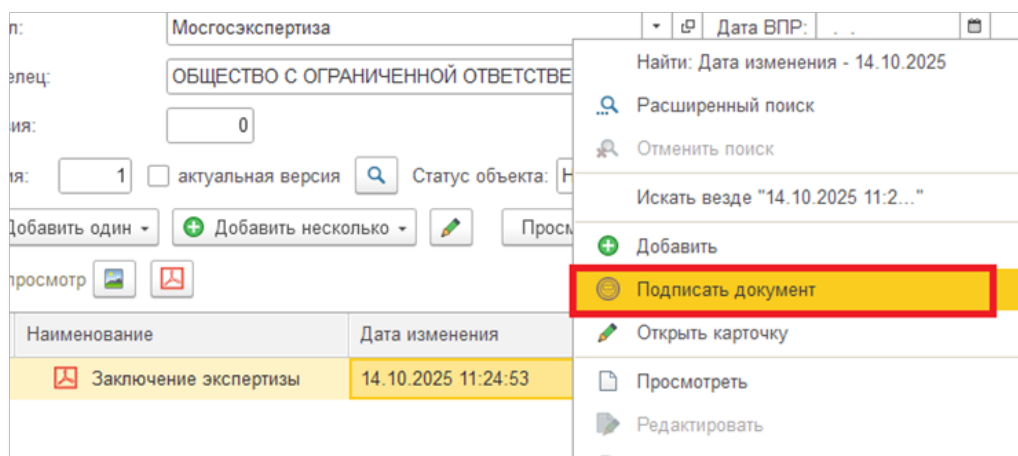 п: Мосгосэкспертиза Дата ВПР: . .
елец: ОБЩЕСТВО С ОГРАНИЧЕННОЙ ОТВЕТСТВЕ
ия: 0
ия: 1 актуальная версия Статус объекта: Н
Добавить один Добавить несколько Просм
просмотр
Наименование Дата изменения
Заключение экспертизы 14.10.2025 11:24:53
Найти: Дата изменения - 14.10.2025
Расширенный поиск
Отменить поиск
Искать везде "14.10.2025 11:2..."
Добавить
Подписать документ
Открыть карточку
Просмотреть
Редактировать